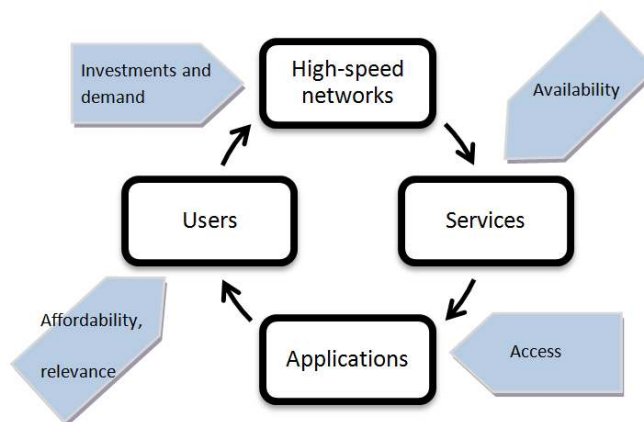 Investments and
demand
High-speed
networks
Availability
Users
Services
Affordability,
relevance
Applications
Access